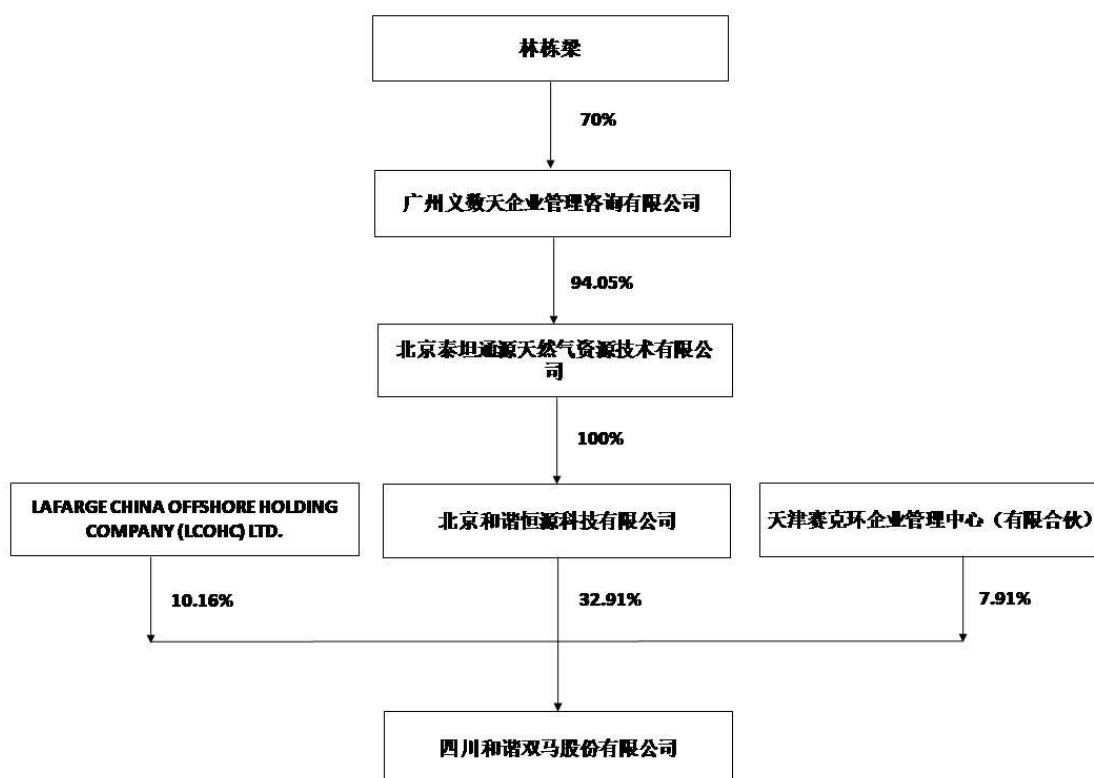 林栋梁
70%
广州义数天企业管理咨询有限公司
94.05%
北京泰坦通源天然气资源技术有限公
司
100%
LAFARGE CHINA OFFSHORE HOLDING
COMPANY (LCOHC) LTD.
北京和谐恒源科技有限公司
天津赛克环企业管理中心（有限合伙）
10.16%
32.91%
7.91%
四川和谐双马股份有限公司